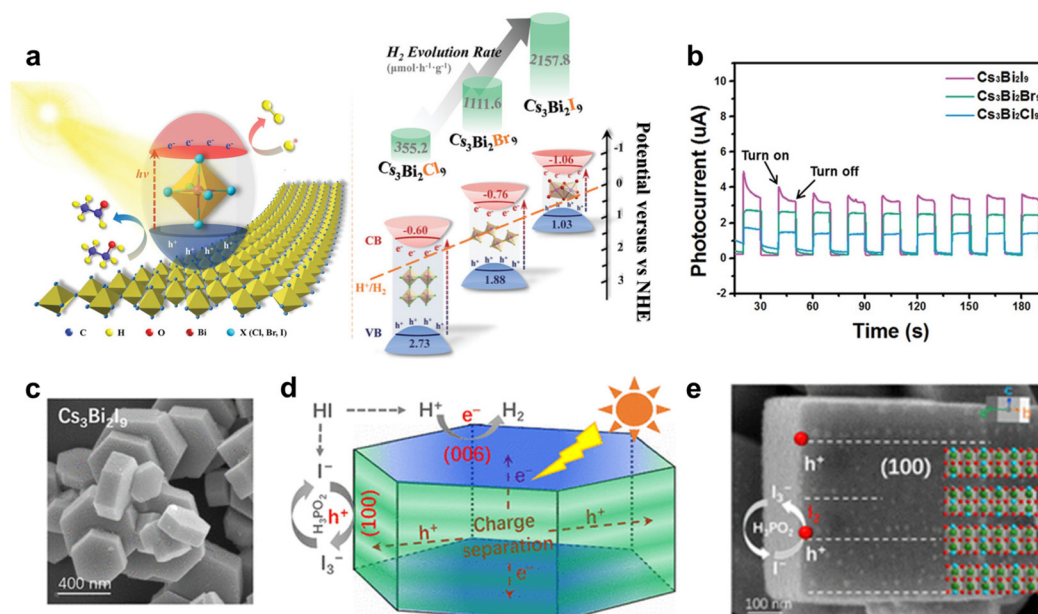 a
hν
e- e- e-
h+ h+ h+ h+
C H O Bi X (Cl, Br, I)
H2 Evolution Rate
(μmol·h-1·g-1)
355.2
Cs3Bi2Cl9
1111.6
Cs3Bi2Br9
2157.8
Cs3Bi2I9
Potential versus vs NHE
-1
0
1
2
3
CB
-0.60
e- e- e- e-
H+/H2
h+ h+ h+ h+
VB
2.73
-0.76
e- e- e- e-
h+ h+ h+ h+
1.88
-1.06
1.03
b
Photocurrent (uA)
10
8
6
4
2
0
Cs3Bi2I9
Cs3Bi2Br9
Cs3Bi2Cl9
Turn on
Turn off
30 60 90 120 150 180
Time (s)
c
Cs3Bi2I9
400 nm
d
HI
H+
e−
H2
(006)
I−
H3PO2
h+
I3−
(100)
e−
h+
Charge
separation
h+
e−
e
c
b
h+
(100)
I3−
I3
H3PO2
I−
h+
100 nm